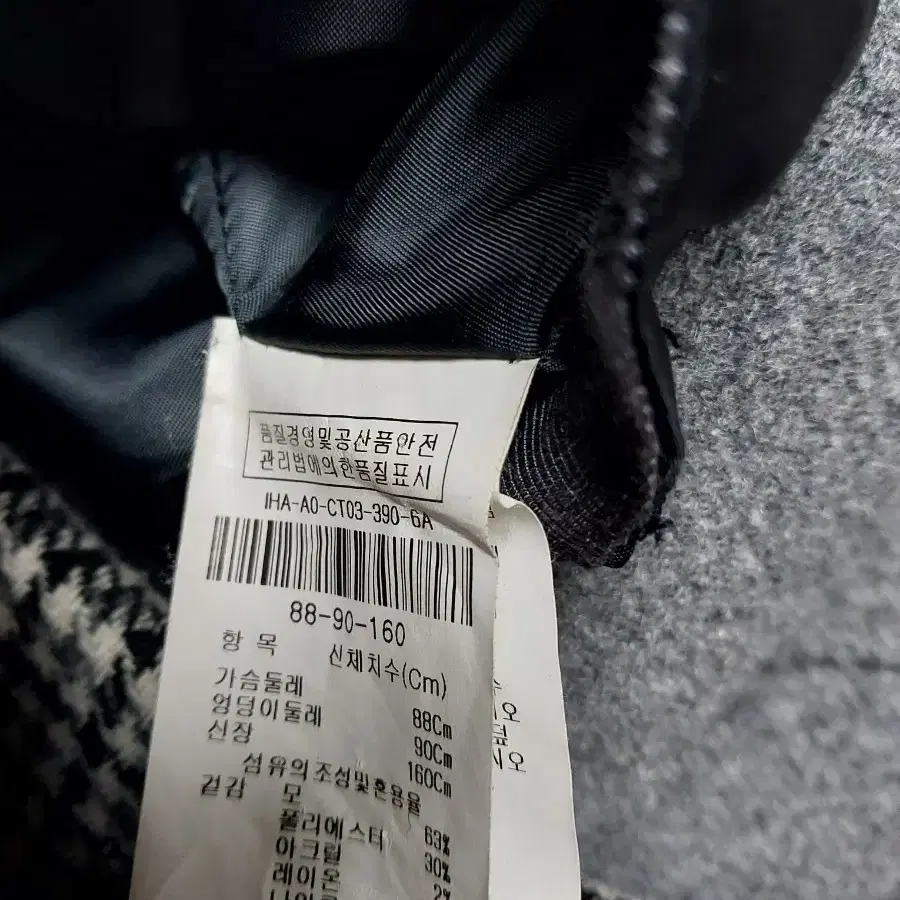 품질경영및공산품안전
관리법에의한품질표시
IHA-A0-CT03-390-6A
88-90-160
항 목 신체치수(Cm)
가슴둘레 88Cm
엉덩이둘레 90Cm
신장 160Cm
섬유의조성및혼용율
겉감 모 63%
폴리에스터 30%
아크릴 2%
레이온